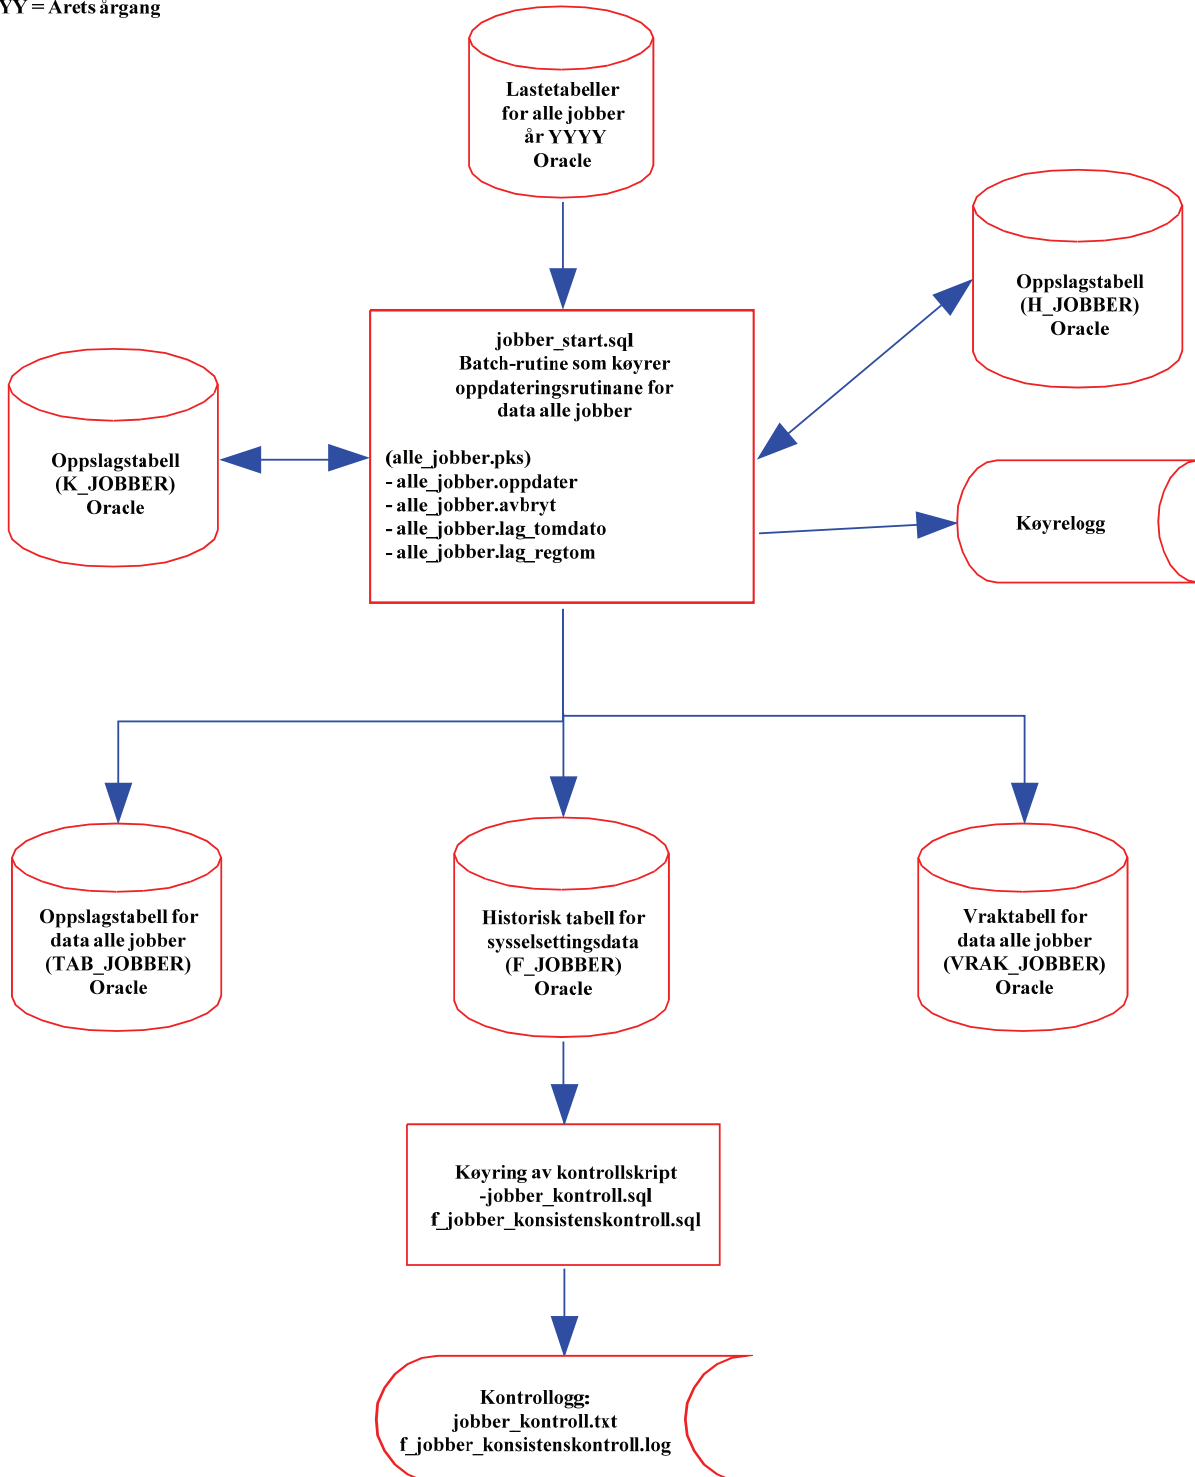 YY = Årets årgang
Lastetabeller
for alle jobber
år YYYY
Oracle
Oppslagstabell
(H_JOBBER)
Oracle
jobber_start.sql
Batch-rutine som køyrer
oppdateringsrutinane for
data alle jobber
(alle_jobber.pks)
- alle_jobber.oppdater
- alle_jobber.avbryt
- alle_jobber.lag_tomdato
- alle_jobber.lag_regtom
Oppslagstabell
(K_JOBBER)
Oracle
Køyrelogg
Oppslagstabell for
data alle jobber
(TAB_JOBBER)
Oracle
Historisk tabell for
sysselsettingsdata
(F_JOBBER)
Oracle
Vraktabell for
data alle jobber
(VRAK_JOBBER)
Oracle
Køyring av kontrollskript
-jobber_kontroll.sql
f_jobber_konsistenskontroll.sql
Kontrollogg:
jobber_kontroll.txt
f_jobber_konsistenskontroll.log